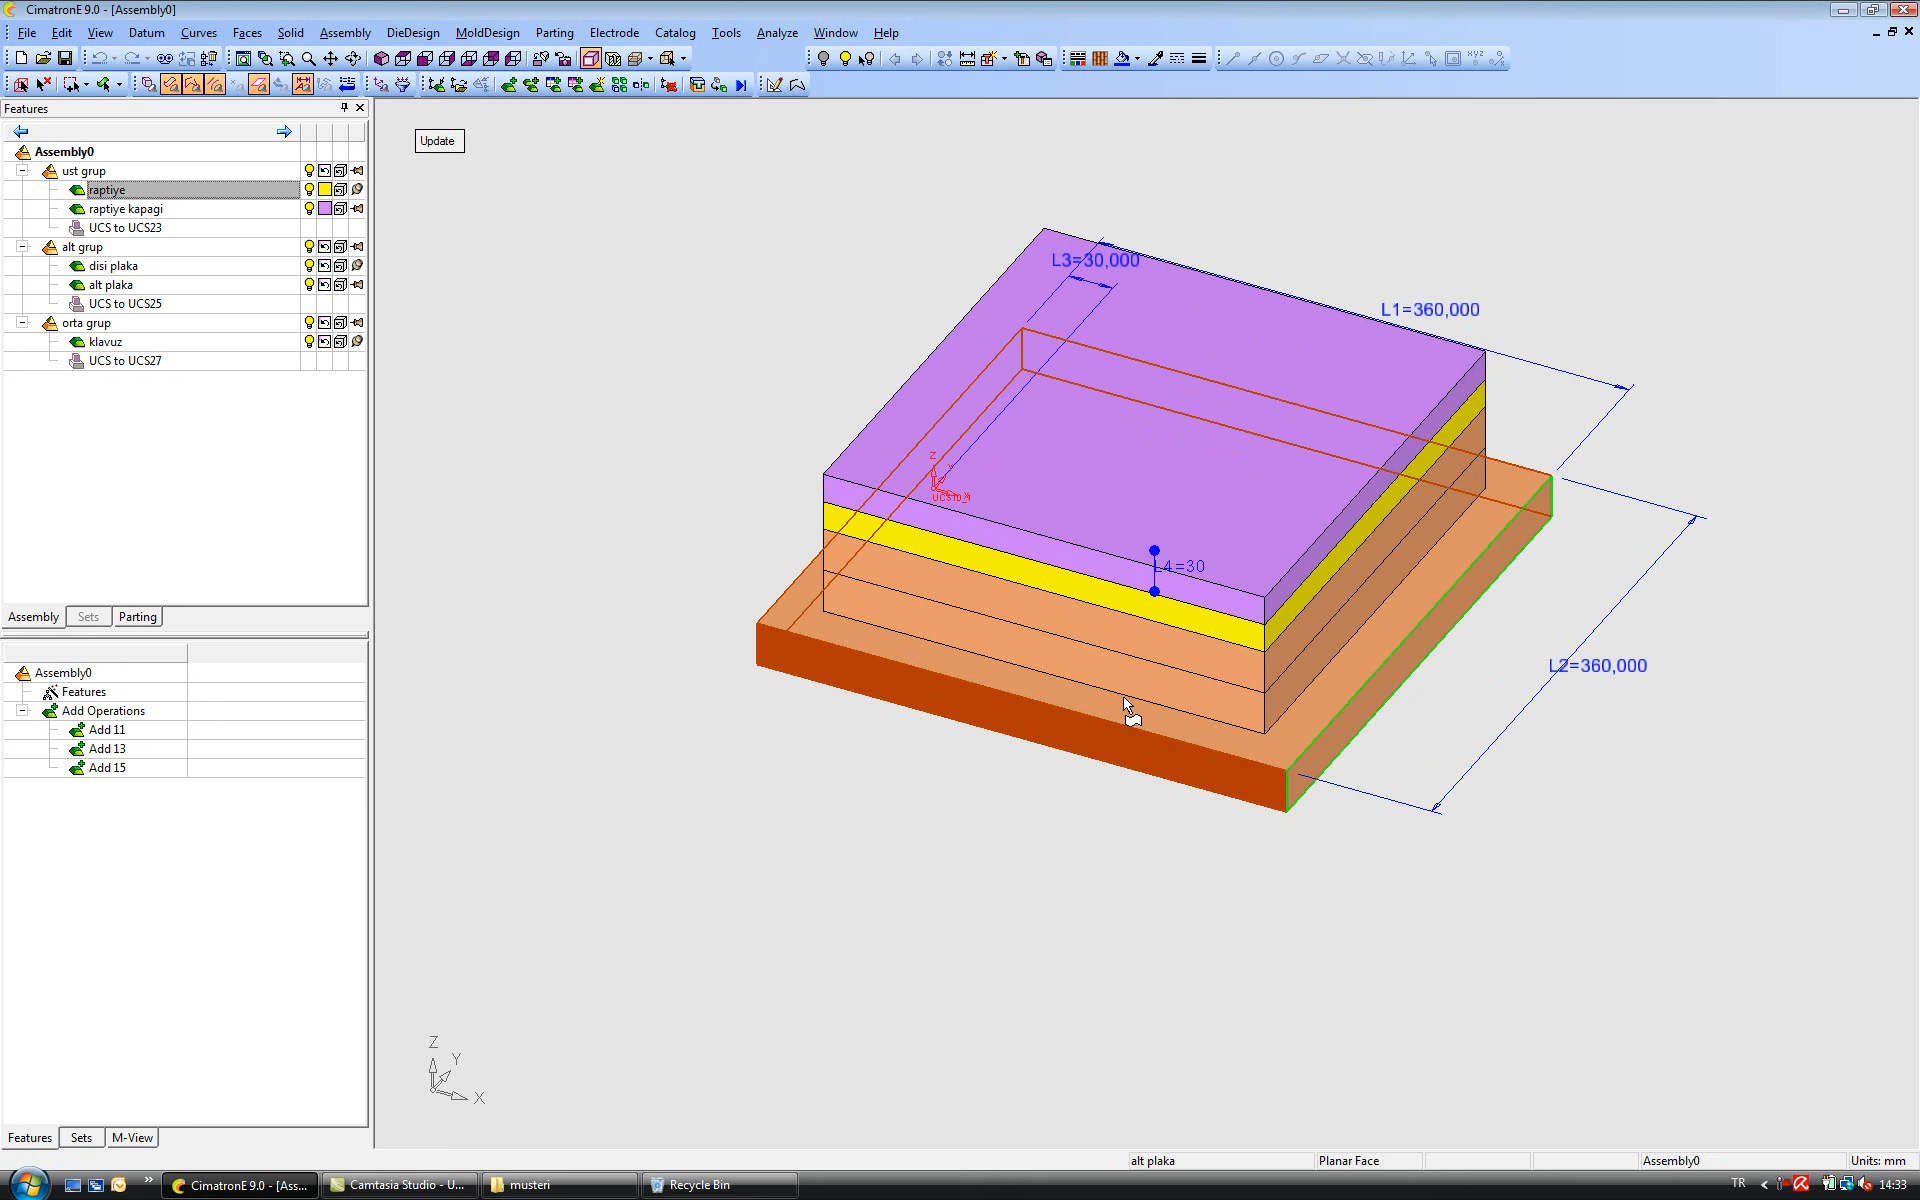 CimatronE 9.0 - [Assembly0]
File Edit View Datum Curves Faces Solid Assembly DieDesign MoldDesign Parting Electrode Catalog Tools Analyze Window Help
Features
Assembly0
ust grup
raptiye
raptiye kapagi
UCS to UCS23
alt grup
disi plaka
alt plaka
UCS to UCS25
orta grup
klavuz
UCS to UCS27
Assembly Sets Parting
Assembly0
Features
Add Operations
Add 11
Add 13
Add 15
Features Sets M-View
Update
L3=30,000
L1=360,000
Z
X
L4=30
L2=360,000
Z
Y
X
alt plaka Planar Face Assembly0 Units: mm
CimatronE 9.0 - [Ass... Camtasia Studio - U... musteri Recycle Bin TR 14:33